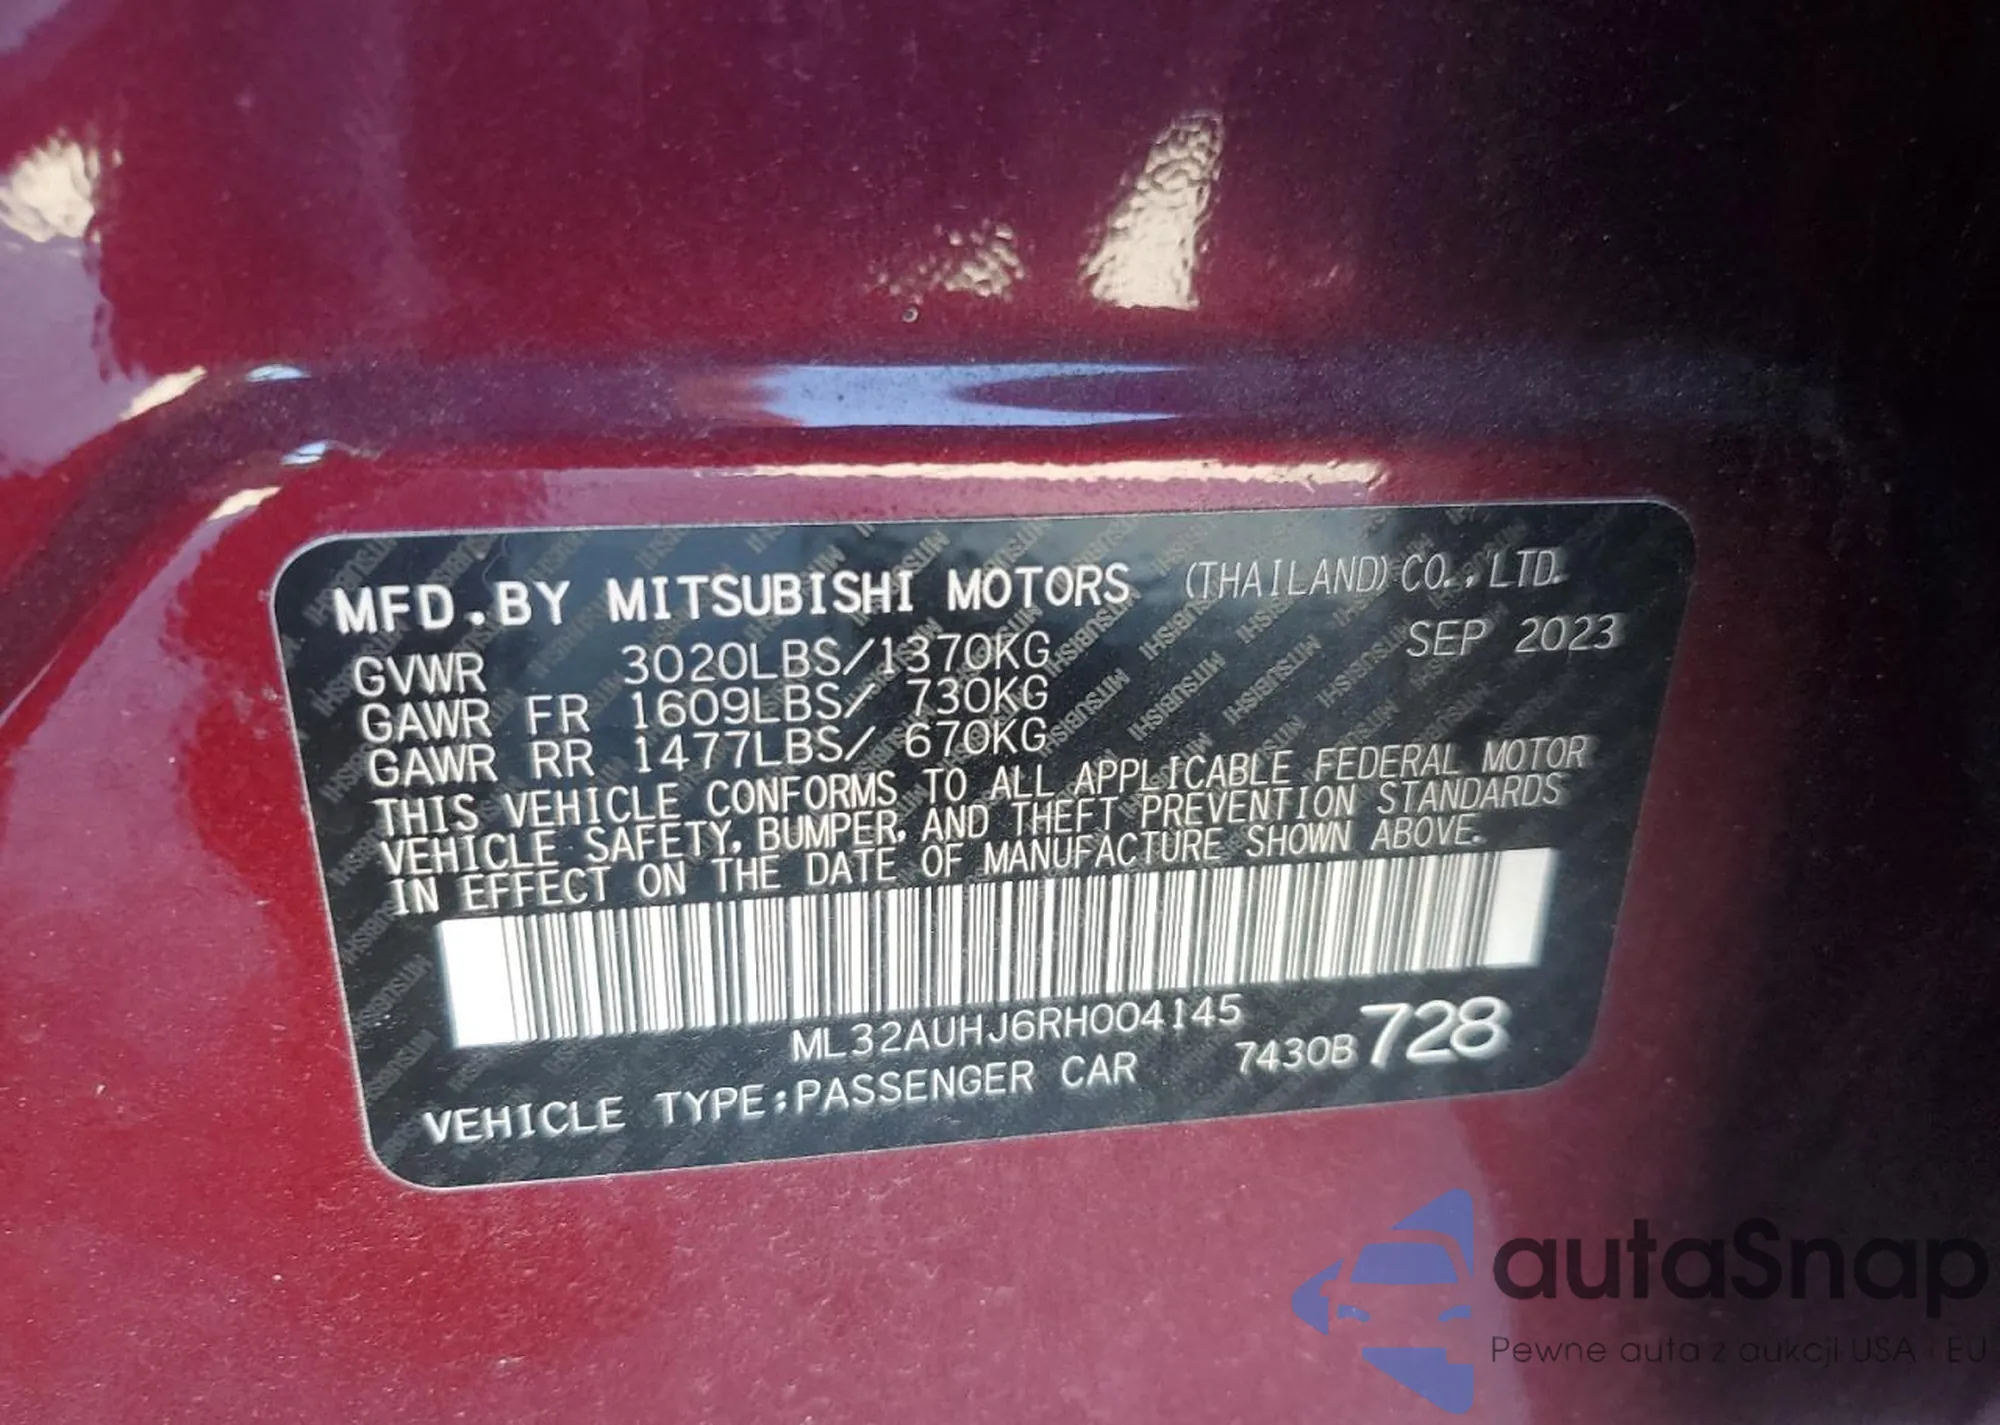 MFD.BY MITSUBISHI MOTORS (THAILAND)CO.,LTD.
SEP 2023
GVWR 3020LBS/1370KG
GAWR FR 1609LBS/ 730KG
GAWR RR 1477LBS/ 670KG
THIS VEHICLE CONFORMS TO ALL APPLICABLE FEDERAL MOTOR
VEHICLE SAFETY, BUMPER, AND THEFT PREVENTION STANDARDS
IN EFFECT ON THE DATE OF MANUFACTURE SHOWN ABOVE.
ML32AUHJ6RH004145
VEHICLE TYPE:PASSENGER CAR 7430B728
autaSnap
Pewne auta z aukcji USA i EU